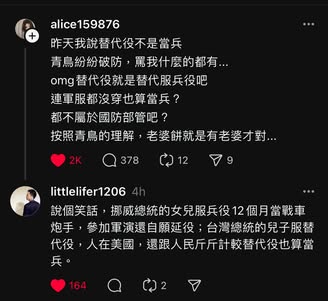 alice159876
昨天我說替代役不是當兵
青鳥紛紛破防，罵我什麼的都有...
omg替代役就是替代服兵役吧
連軍服都沒穿也算當兵？
都不屬於國防部管吧？
按照青鳥的理解，老婆餅就是有老婆才對...
2K 378 12 9
littlelifer1206 4h
說個笑話，挪威總統的女兒服兵役12個月當戰車
炮手，參加軍演還自願延役；台灣總統的兒子服替
代役，人在美國，還跟人民斤斤計較替代役也算當
兵。
164 2